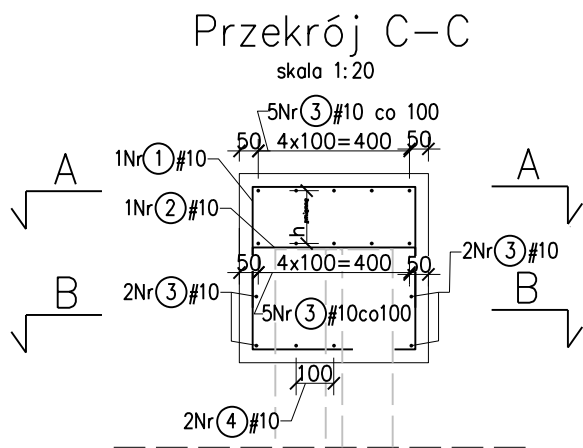 Przekrój C-C
skala 1:20
5Nr 3 #10 co 100
50 4x100=400 50
1Nr 1 #10
A A
1Nr 2 #10
h
2Nr 3 #10
50 4x100=400 50
2Nr 3 #10
B B
5Nr 3 #10co100
100
2Nr 4 #10